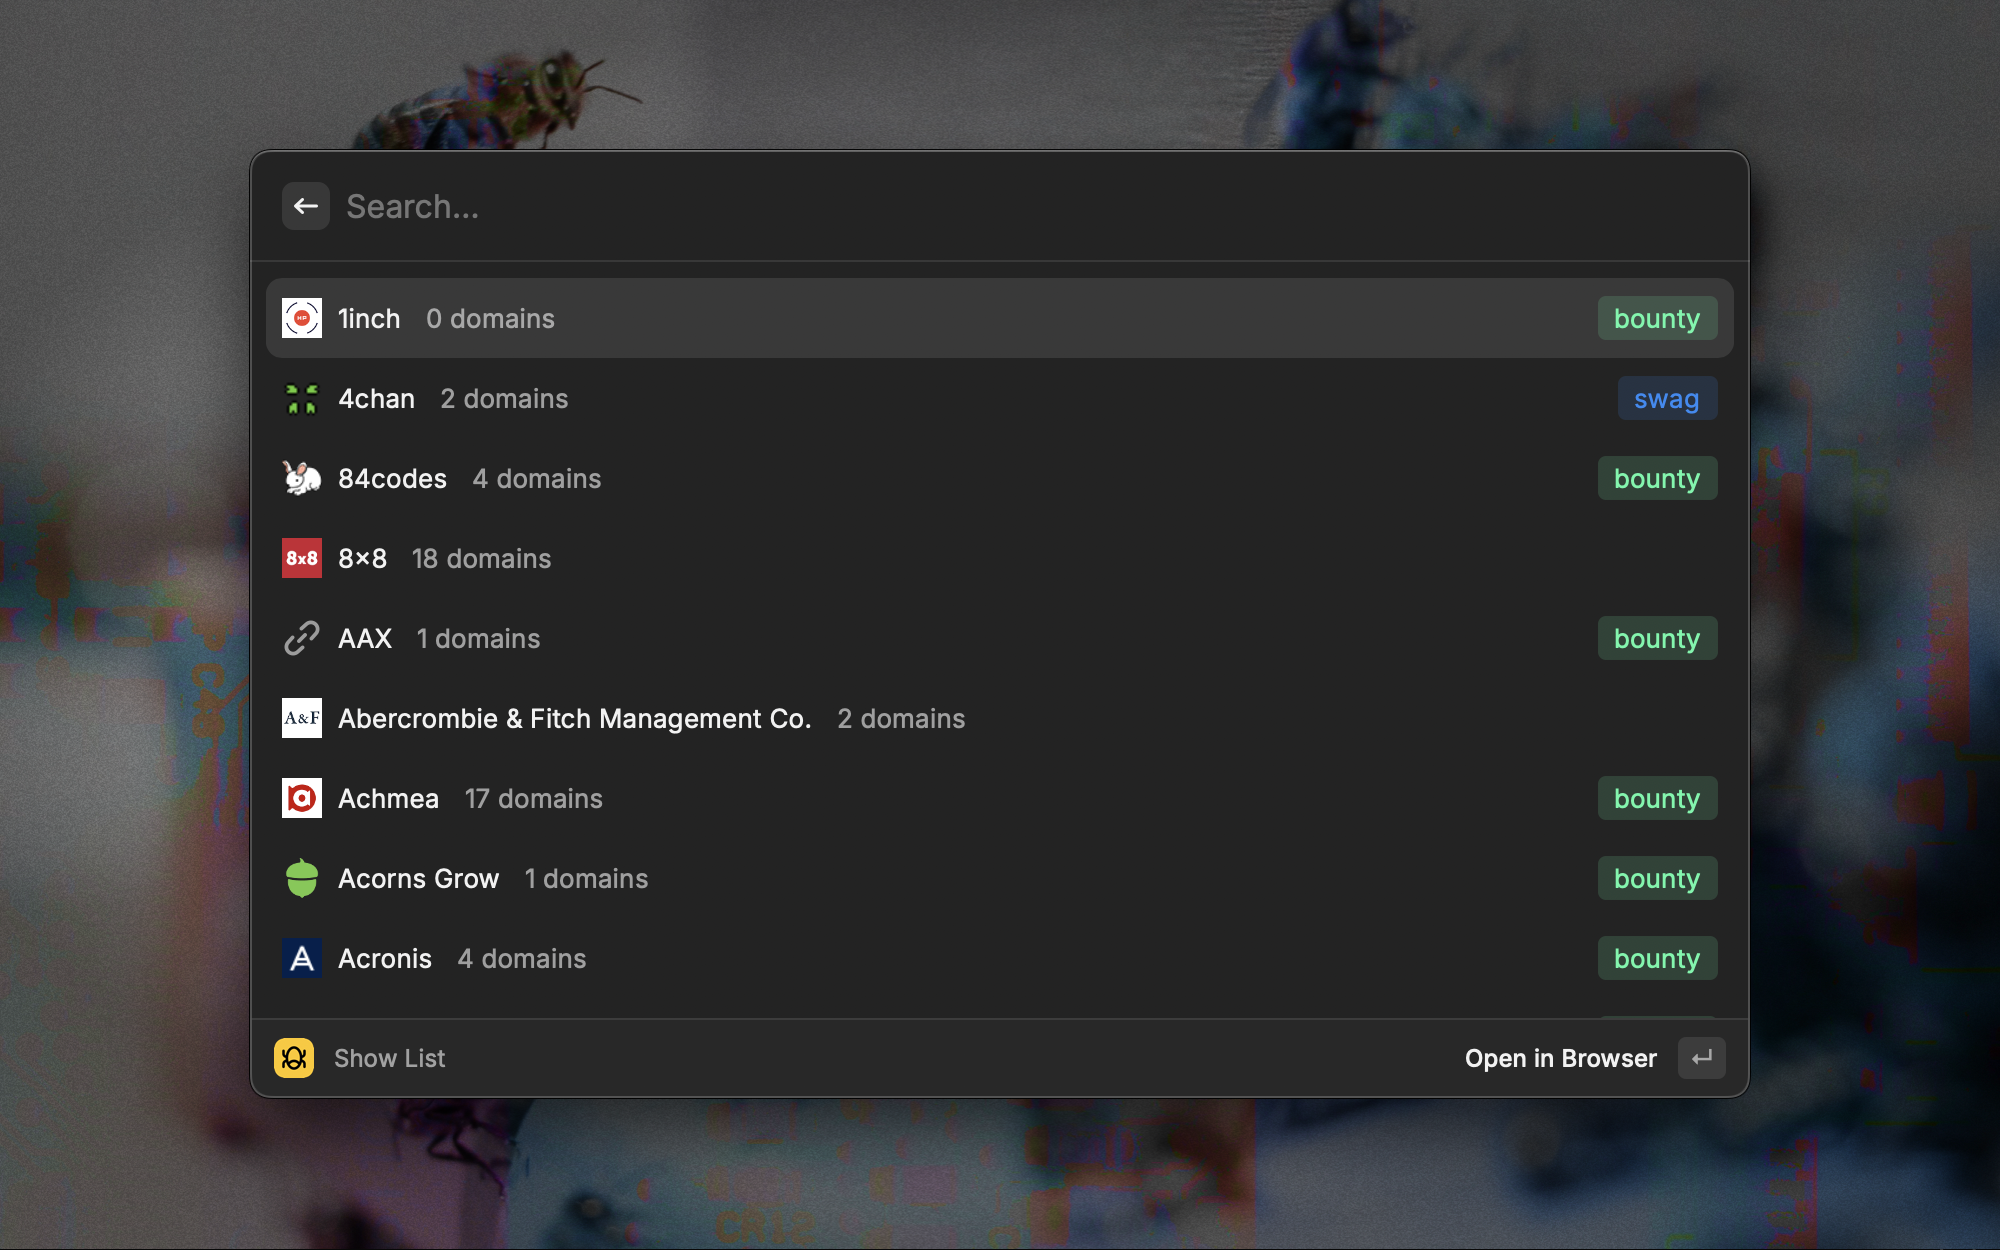 Search...
1inch 0 domains bounty
4chan 2 domains swag
84codes 4 domains bounty
8x8 8×8 18 domains
AAX 1 domains bounty
A&F Abercrombie & Fitch Management Co. 2 domains
Achmea 17 domains bounty
Acorns Grow 1 domains bounty
Acronis 4 domains bounty
Show List Open in Browser